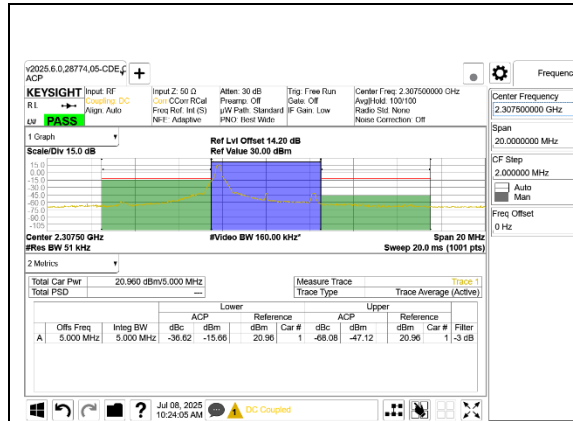 v2025.6.0,28774,05-CDE,C
ACP
KEYSIGHT
RL
PASS
Input: RF
Coupling: DC
Align: Auto
Input Z: 50 Ω
Corr CCorr RCal
Freq Ref: Int (S)
NFE: Adaptive
Atten: 30 dB
Preamp: Off
µW Path: Standard
PNO: Best Wide
Trig: Free Run
Gate: Off
IF Gain: Low
Center Freq: 2.307500000 GHz
Avg|Hold: 100/100
Radio Std: None
Noise Correction: Off
1 Graph
Scale/Div 15.0 dB
Ref Lvl Offset 14.20 dB
Ref Value 30.00 dBm
15.0
0.00
-15.0
-30.0
-45.0
-60.0
-75.0
-90.0
-105
Center 2.30750 GHz
#Video BW 160.00 kHz*
Span 20 MHz
#Res BW 51 kHz
Sweep 20.0 ms (1001 pts)
2 Metrics
Total Car Pwr 20.960 dBm/5.000 MHz
Total PSD ---
Measure Trace Trace 1
Trace Type Trace Average (Active)
Lower Upper
ACP Reference ACP Reference
Offs Freq Integ BW dBc dBm dBm Car # dBc dBm dBm Car # Filter
A 5.000 MHz 5.000 MHz -36.62 -15.66 20.96 1 -68.08 -47.12 20.96 1 -3 dB
Jul 08, 2025
10:24:05 AM
DC Coupled
Frequenc
Center Frequency
2.307500000 GHz
Span
20.0000000 MHz
CF Step
2.000000 MHz
Auto
Man
Freq Offset
0 Hz